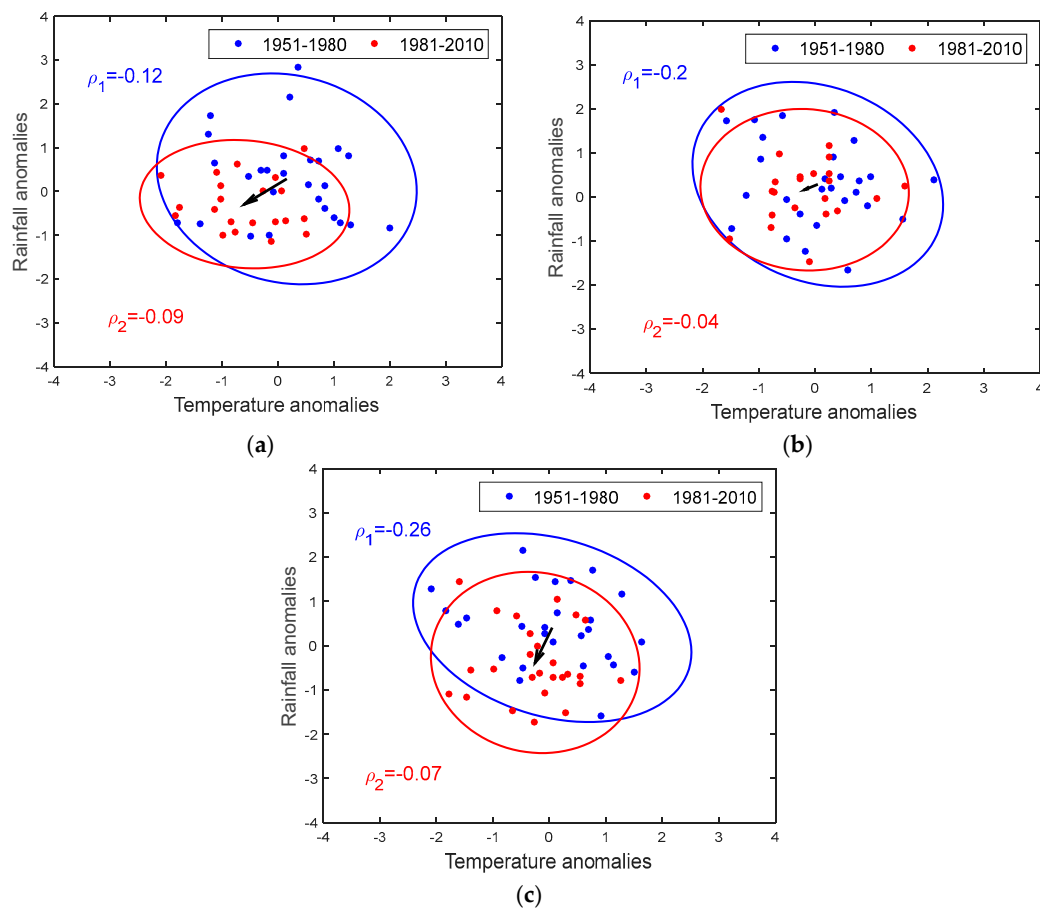 4
3
2
1
0
-1
-2
-3
-4
Rainfall anomalies
1951-1980 1981-2010
ρ1=-0.12
ρ2=-0.09
-4 -3 -2 -1 0 1 2 3 4
Temperature anomalies
(a)
4
3
2
1
0
-1
-2
-3
-4
Rainfall anomalies
1951-1980 1981-2010
ρ1=-0.2
ρ2=-0.04
-4 -3 -2 -1 0 1 2 3 4
Temperature anomalies
(b)
4
3
2
1
0
-1
-2
-3
-4
Rainfall anomalies
1951-1980 1981-2010
ρ1=-0.26
ρ2=-0.07
-4 -3 -2 -1 0 1 2 3 4
Temperature anomalies
(c)